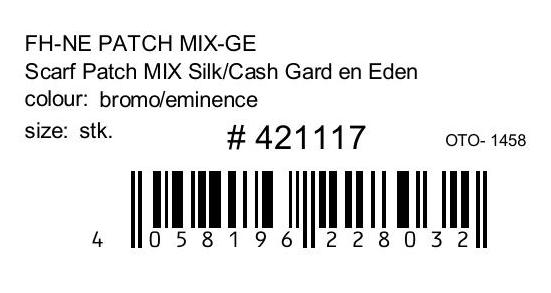 FH-NE PATCH MIX-GE
Scarf Patch MIX Silk/Cash Gard en Eden
colour: bromo/eminence
size: stk.
# 421117
OTO- 1458
4 058196 228032